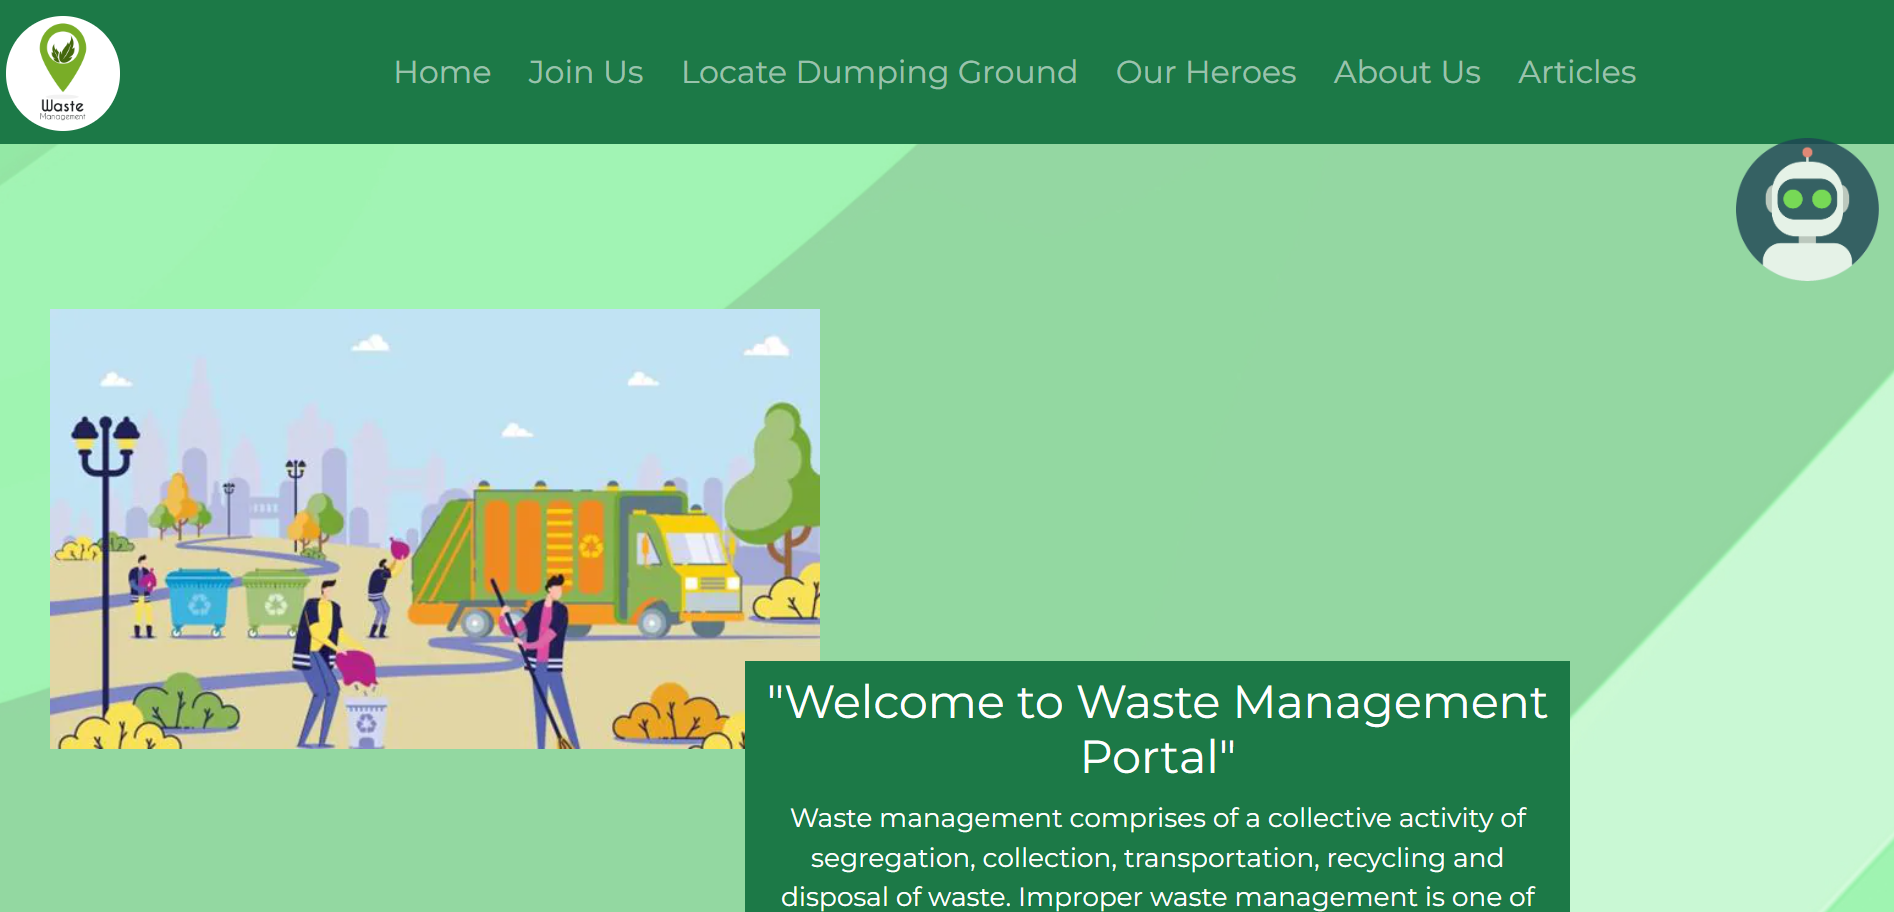 Waste
Management
Home Join Us Locate Dumping Ground Our Heroes About Us Articles
"Welcome to Waste Management
Portal"
Waste management comprises of a collective activity of
segregation, collection, transportation, recycling and
disposal of waste. Improper waste management is one of